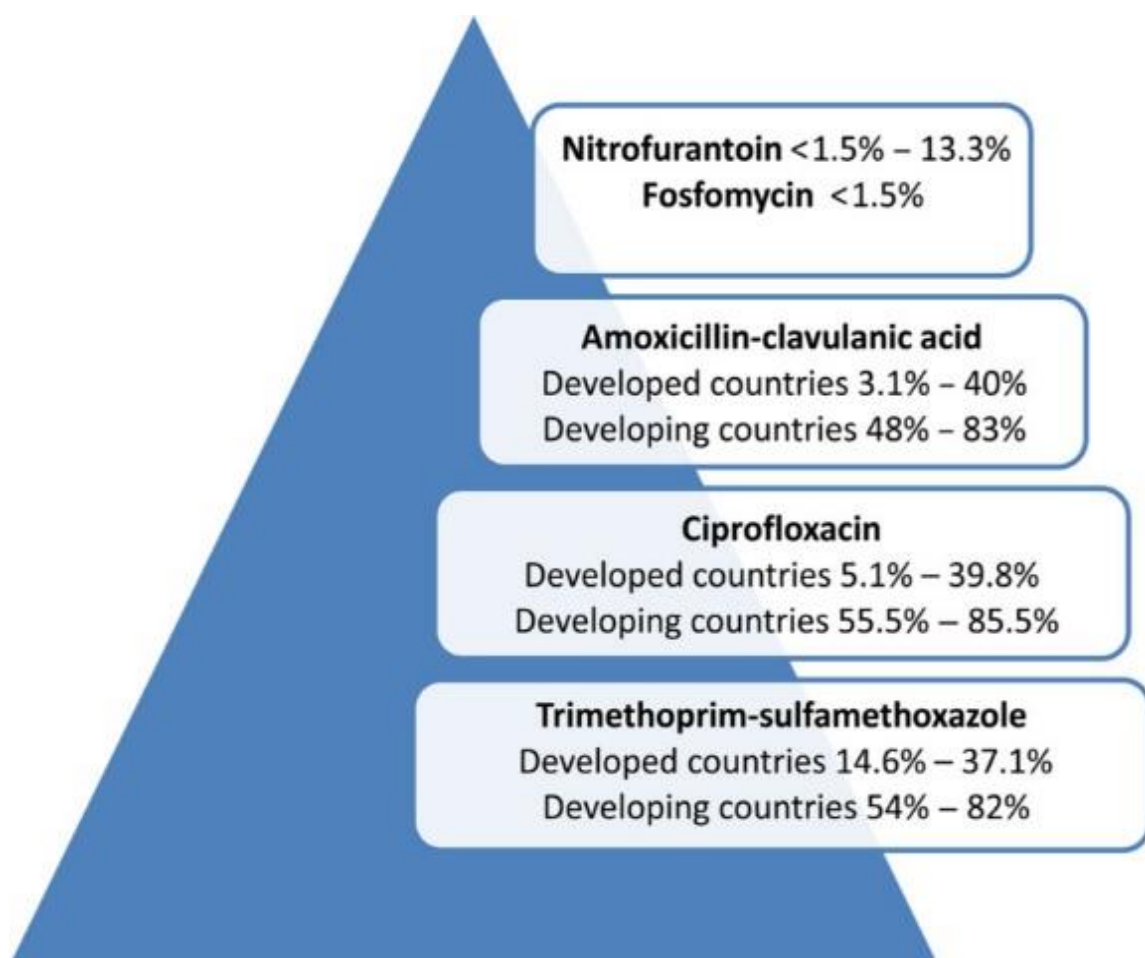 Nitrofurantoin <1.5% – 13.3%
Fosfomycin <1.5%
Amoxicillin-clavulanic acid
Developed countries 3.1% – 40%
Developing countries 48% – 83%
Ciprofloxacin
Developed countries 5.1% – 39.8%
Developing countries 55.5% – 85.5%
Trimethoprim-sulfamethoxazole
Developed countries 14.6% – 37.1%
Developing countries 54% – 82%